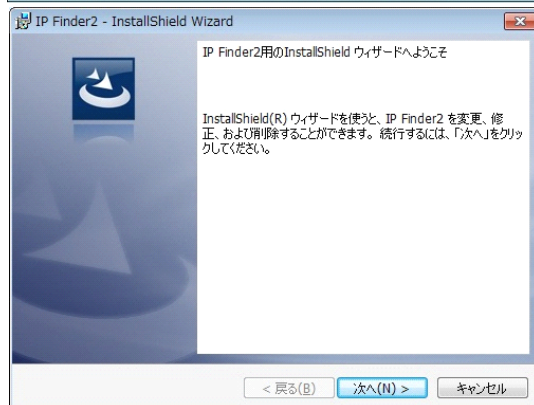 IP Finder2 - InstallShield Wizard
IP Finder2用のInstallShield ウィザードへようこそ
InstallShield(R) ウィザードを使うと、IP Finder2 を変更、修
正、および削除することができます。続行するには、「次へ」をクリッ
クしてください。
< 戻る(B)
次へ(N) >
キャンセル